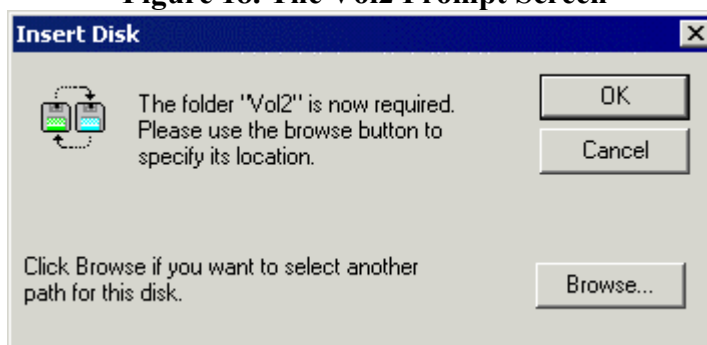 Figure 18. The Vol2 Prompt Screen
Insert Disk
The folder "Vol2" is now required.
Please use the browse button to
specify its location.
OK
Cancel
Click Browse if you want to select another
path for this disk.
Browse...